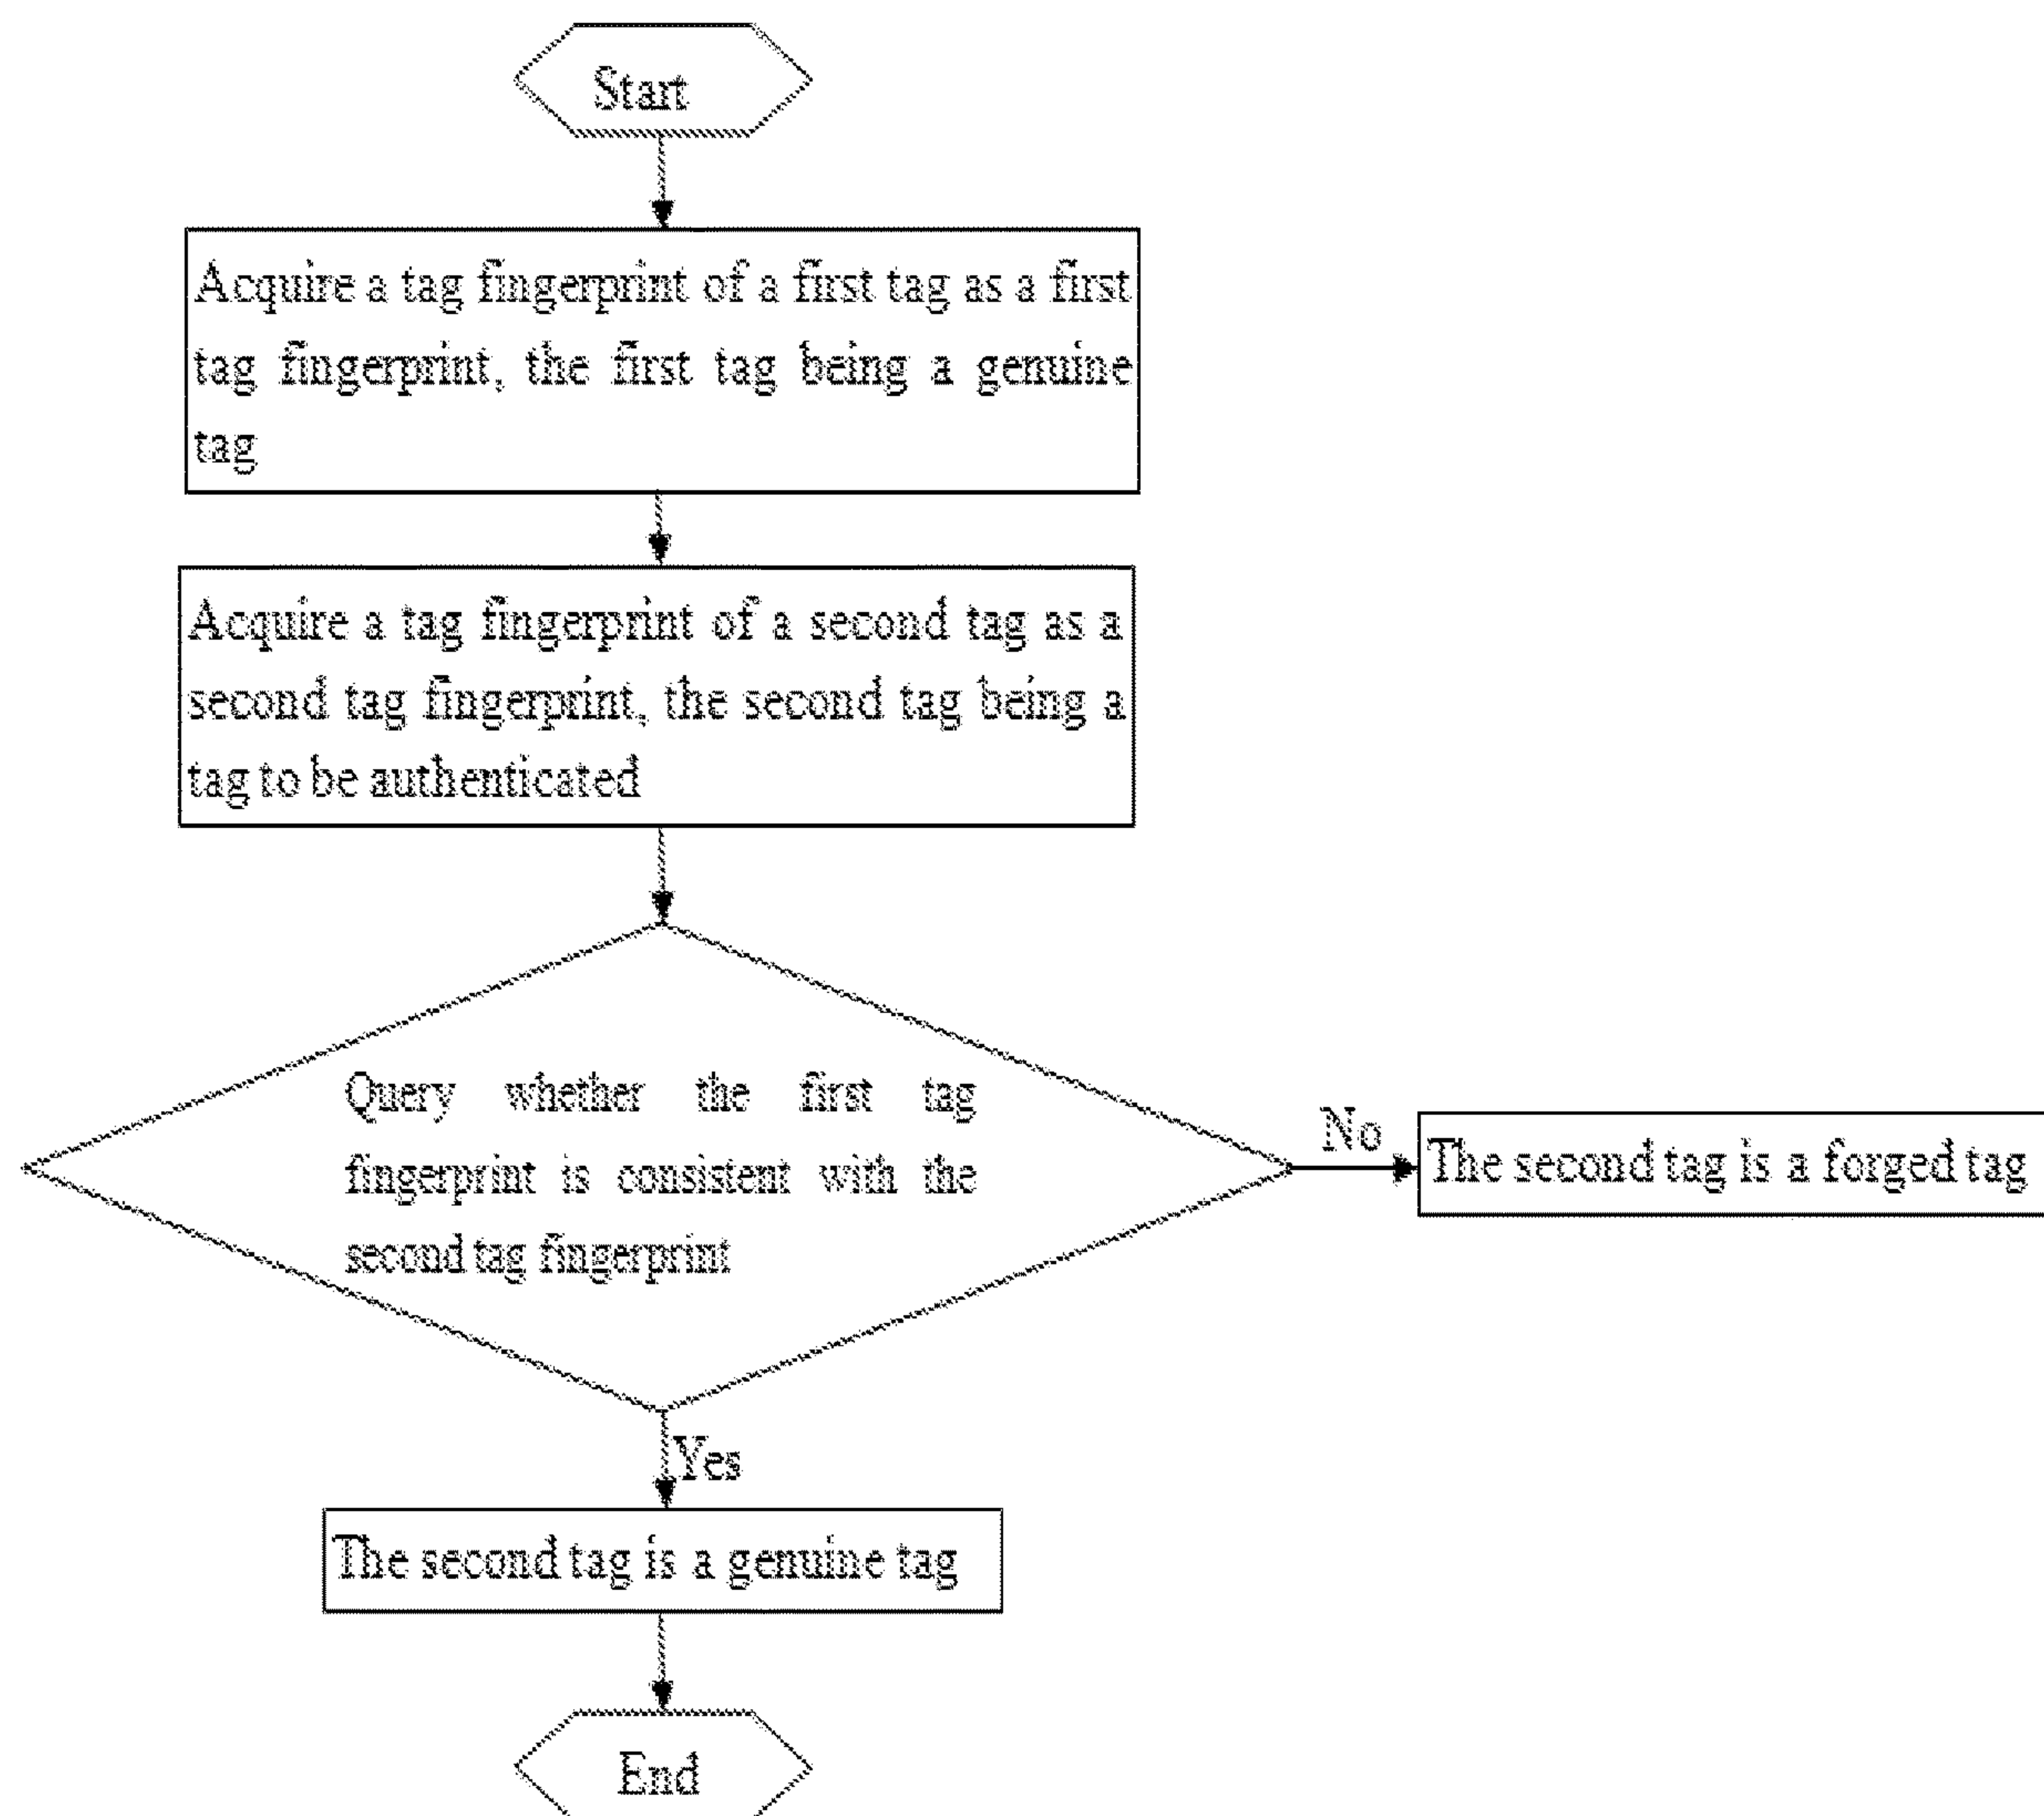 Start
Acquire a tag fingerprint of a first tag as a first
tag fingerprint, the first tag being a genuine
tag
Acquire a tag fingerprint of a second tag as a
second tag fingerprint, the second tag being a
tag to be authenticated
Query whether the first tag
fingerprint is consistent with the
second tag fingerprint
No
The second tag is a forged tag
Yes
The second tag is a genuine tag
End